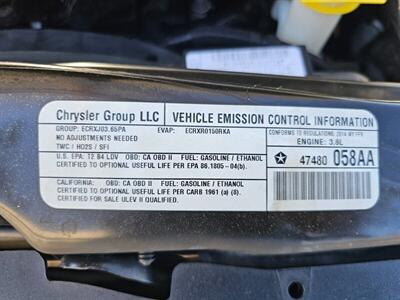 Chrysler Group LLC VEHICLE EMISSION CONTROL INFORMATION
GROUP: ECRXJ03.65PA EVAP: ECRXR0150RKA CONFORMS TO REGULATIONS: 2014 MY FFV
NO ADJUSTMENTS NEEDED ENGINE: 3.6L
TWC / HO2S / SFI
47480 058AA
U.S. EPA: T2 B4 LDV OBD: CA OBD II FUEL: GASOLINE / ETHANOL
CERTIFIED TO OPTIONAL USEFUL LIFE PER EPA 86.1805-04(b).
CALIFORNIA: OBD: CA OBD II FUEL: GASOLINE / ETHANOL
CERTIFIED TO OPTIONAL USEFUL LIFE PER CARB 1961 (a) (8).
CERTIFIED FOR SALE ULEV II QUALIFIED